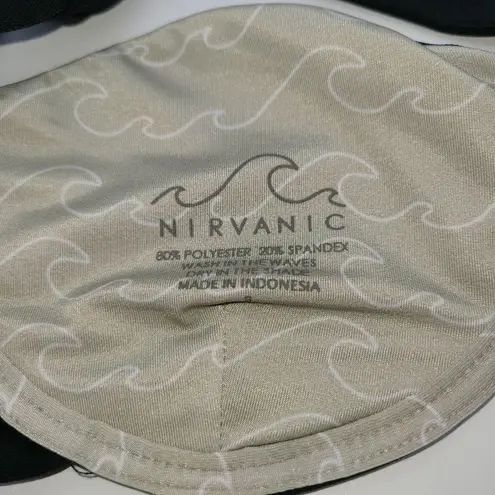 NIRVANIC
80% POLYESTER 20% SPANDEX
WASH IN THE WAVES
DRY IN THE SHADE
MADE IN INDONESIA